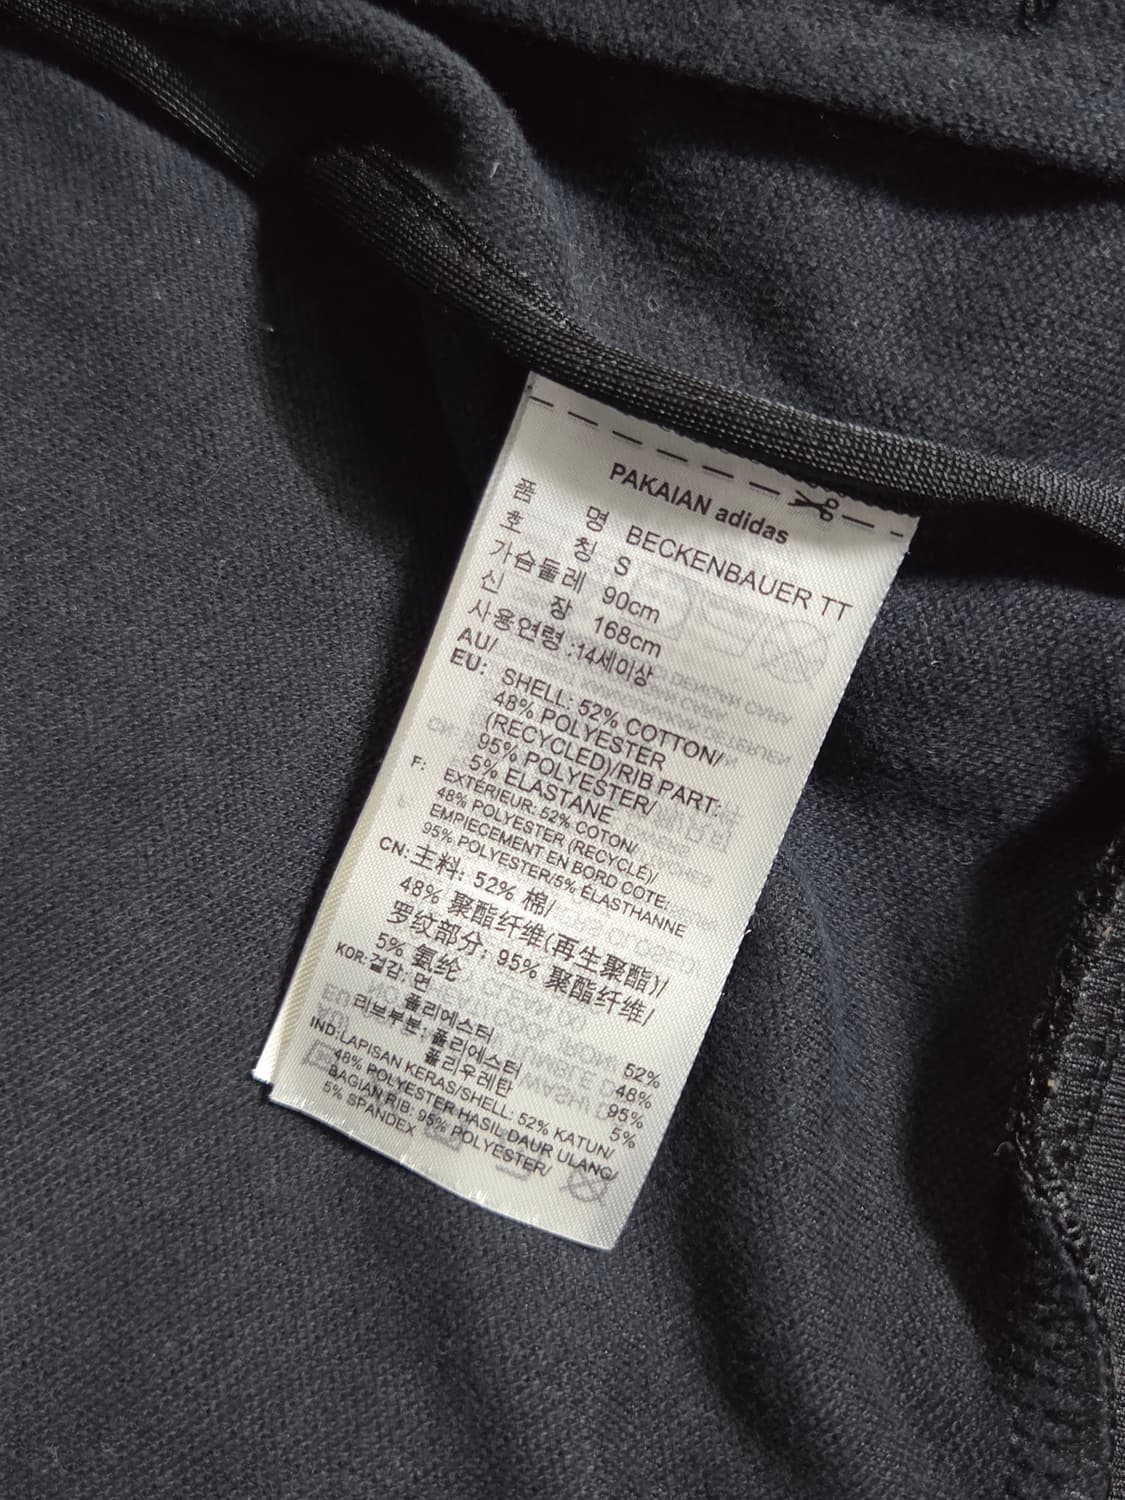 PAKAIAN adidas
품 명 BECKENBAUER TT
호 칭 S
가슴둘레 90cm
신 장 168cm
사용연령 :14세이상
AU/
EU: SHELL: 52% COTTON/
48% POLYESTER
(RECYCLED)/RIB PART:
95% POLYESTER/
5% ELASTANE
F: EXTÉRIEUR: 52% COTON/
48% POLYESTER (RECYCLÉ)/
EMPIECEMENT EN BORD COTE.
95% POLYESTER/5% ÉLASTHANNE
CN: 主料: 52% 棉/
48% 聚酯纤维(再生聚酯)/
罗纹部分: 95% 聚酯纤维/
5% 氨纶
KOR: 겉감: 면 52%
폴리에스터 48%
리브부분: 폴리에스터 95%
폴리우레탄 5%
IND: LAPISAN KERAS/SHELL: 52% KATUN/
48% POLYESTER HASIL DAUR ULANG/
BAGIAN RIB: 95% POLYESTER/
5% SPANDEX